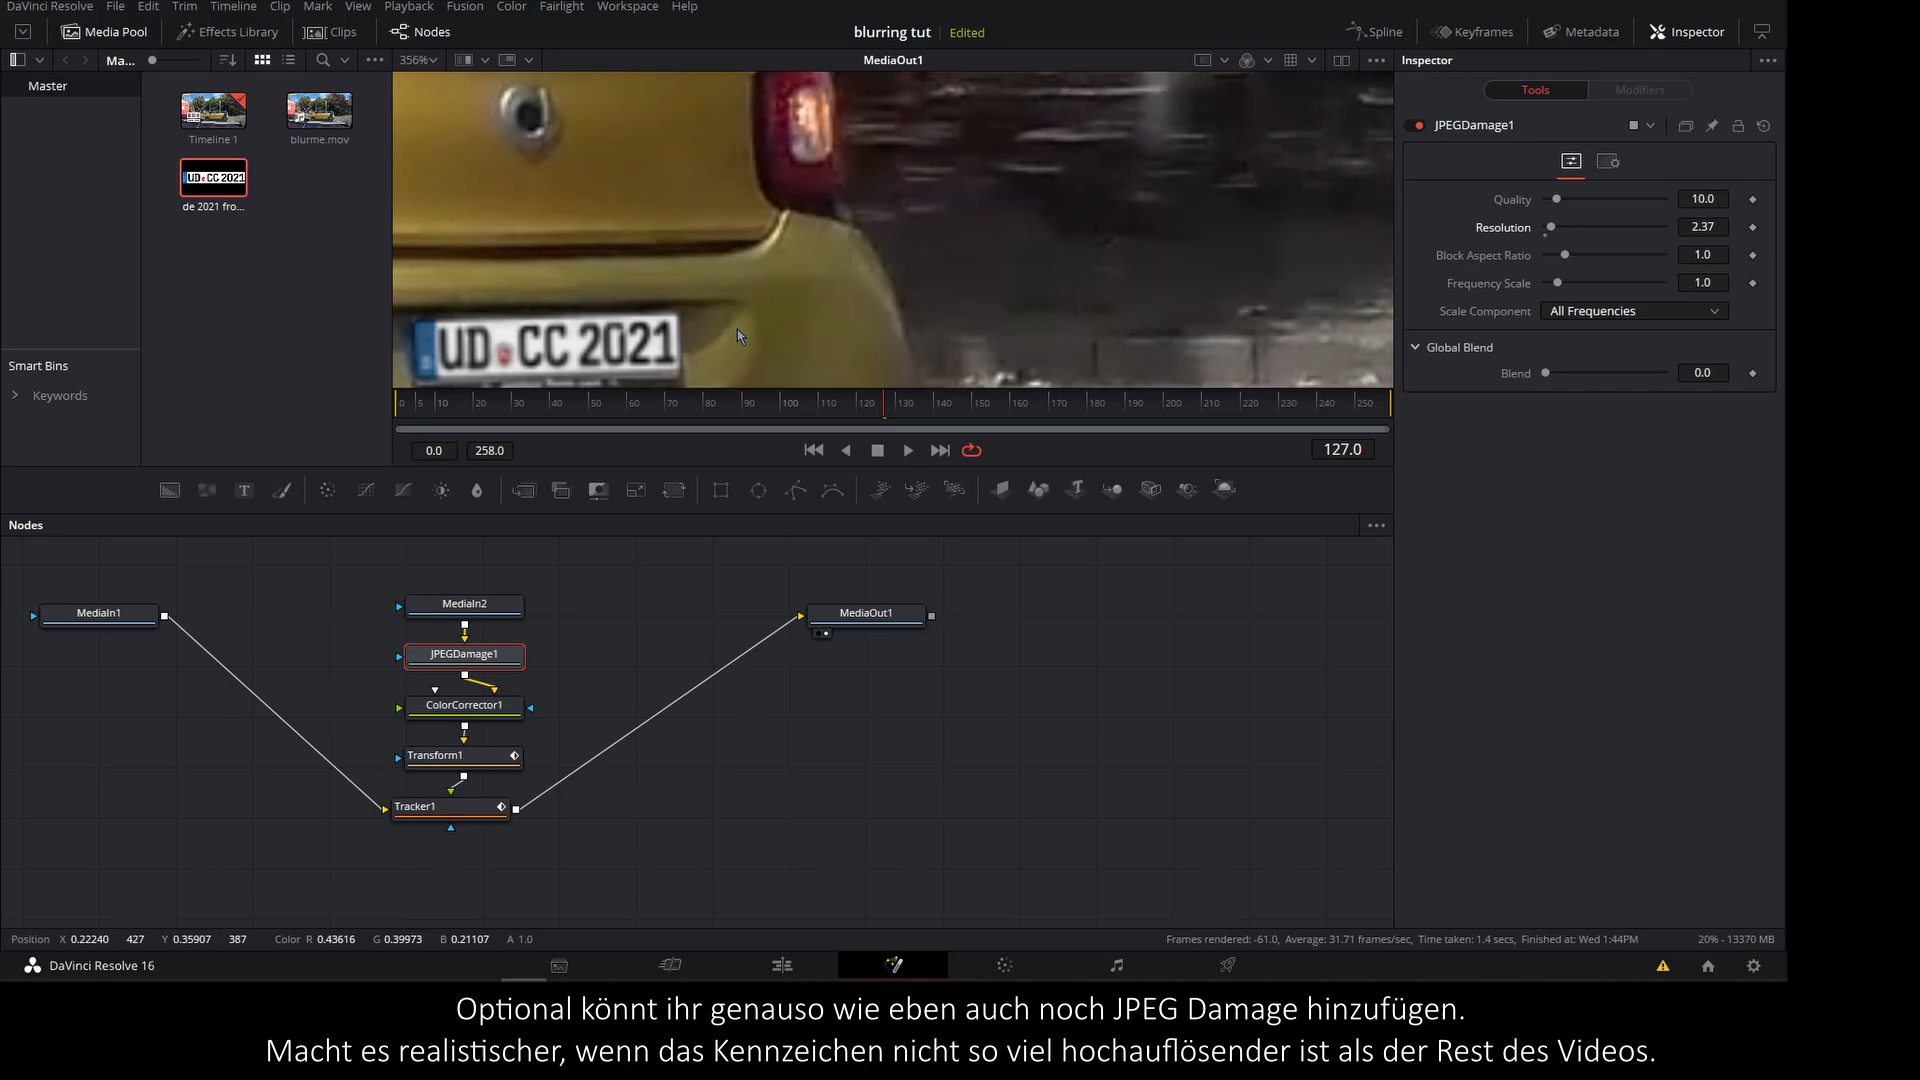 DaVinci Resolve File Edit Trim Timeline Clip Mark View Playback Fusion Color Fairlight Workspace Help
Media Pool Effects Library Clips Nodes blurring tut Edited Spline Keyframes Metadata Inspector
Ma... 356% MediaOut1 Inspector
Master
Tools Modifiers
Timeline 1 blurme.mov
JPEGDamage1
UD CC 2021
de 2021 fro...
Quality 10.0
Resolution 2.37
Block Aspect Ratio 1.0
Frequency Scale 1.0
Scale Component All Frequencies
Global Blend
Blend 0.0
UD CC 2021
Smart Bins
Keywords
0 5 10 20 30 40 50 60 70 80 90 100 110 120 130 140 150 160 170 180 190 200 210 220 230 240 250
0.0 258.0 127.0
Nodes
MediaIn1 MediaIn2 MediaOut1
JPEGDamage1
ColorCorrector1
Transform1
Tracker1
Position X 0.22240 427 Y 0.35907 387 Color R 0.43616 G 0.39973 B 0.21107 A 1.0
Frames rendered: -61.0, Average: 31.71 frames/sec, Time taken: 1.4 secs, Finished at: Wed 1:44PM 20% - 13370 MB
DaVinci Resolve 16
Optional könnt ihr genauso wie eben auch noch JPEG Damage hinzufügen.
Macht es realistischer, wenn das Kennzeichen nicht so viel hochauflösender ist als der Rest des Videos.